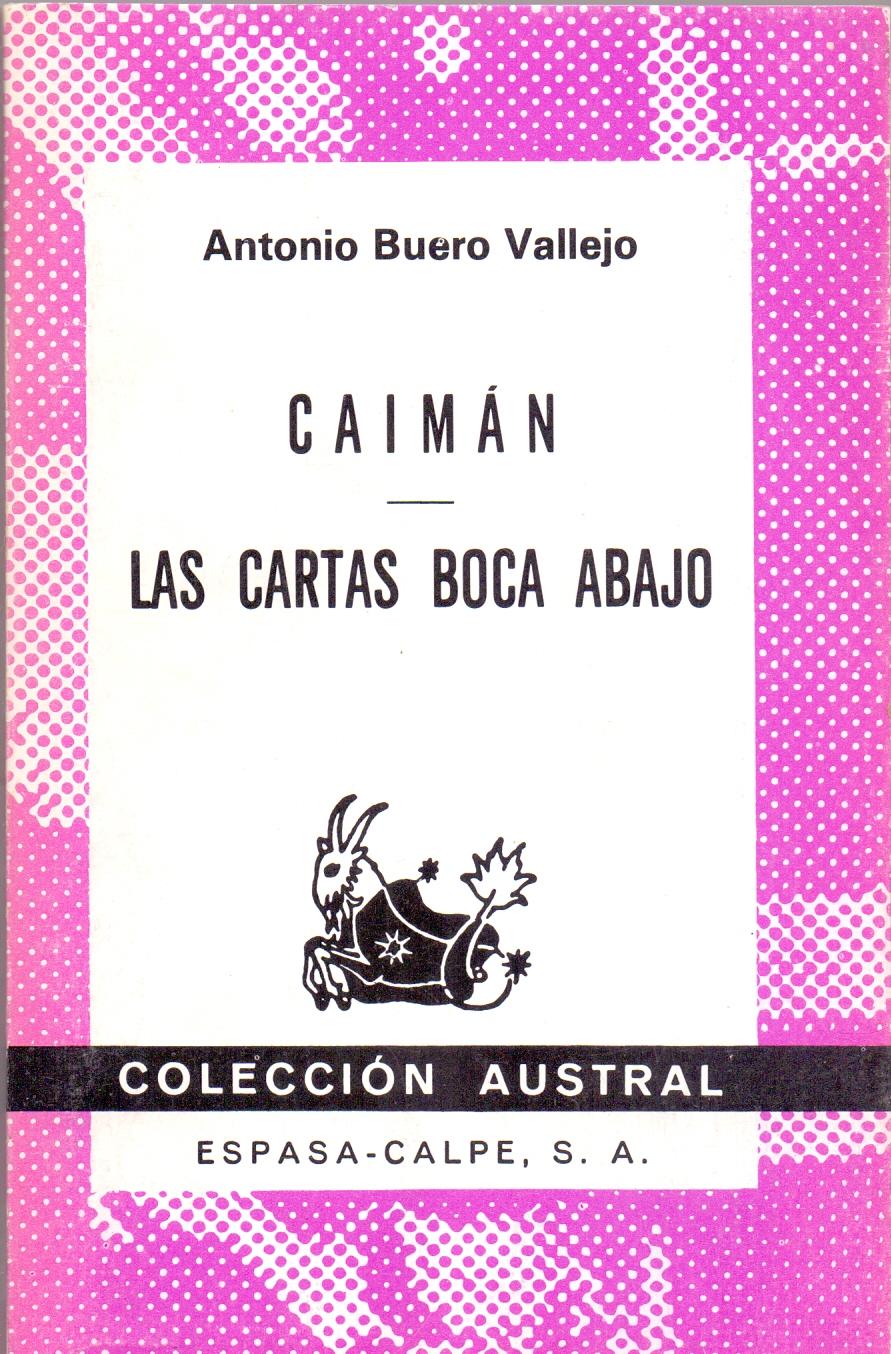 Antonio Buero Vallejo
CAIMÁN
LAS CARTAS BOCA ABAJO
COLECCIÓN AUSTRAL
ESPASA-CALPE, S. A.